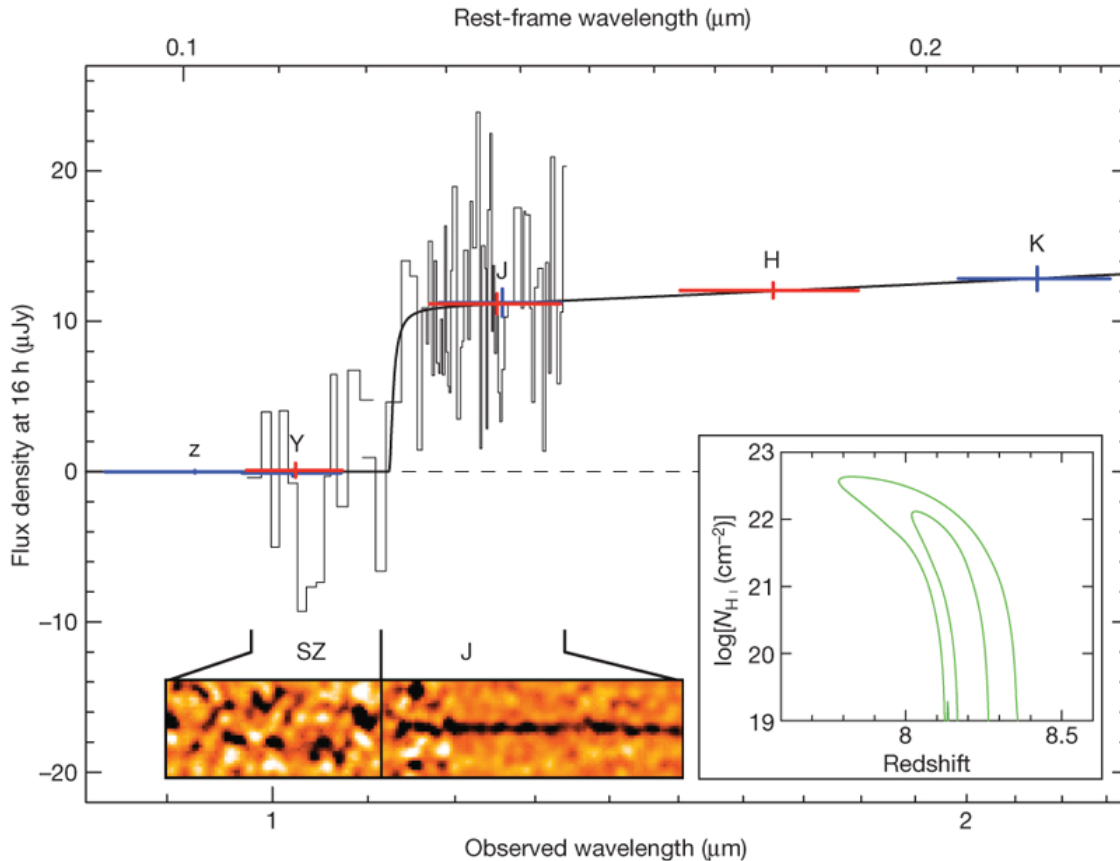 Rest-frame wavelength (μm)
0.1 0.2
Flux density at 16 h (μJy)
20
10
0
−10
−20
z Y J H K
SZ J
log[N_H I (cm⁻²)]
23
22
21
20
19
8 8.5
Redshift
1 2
Observed wavelength (μm)